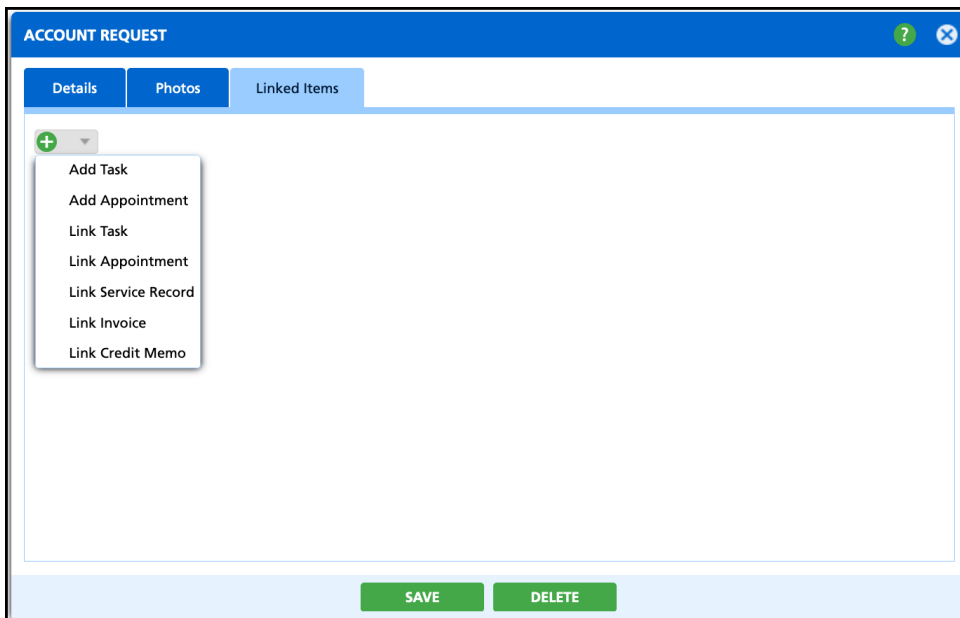 ACCOUNT REQUEST
?
Details
Photos
Linked Items
Add Task
Add Appointment
Link Task
Link Appointment
Link Service Record
Link Invoice
Link Credit Memo
SAVE
DELETE